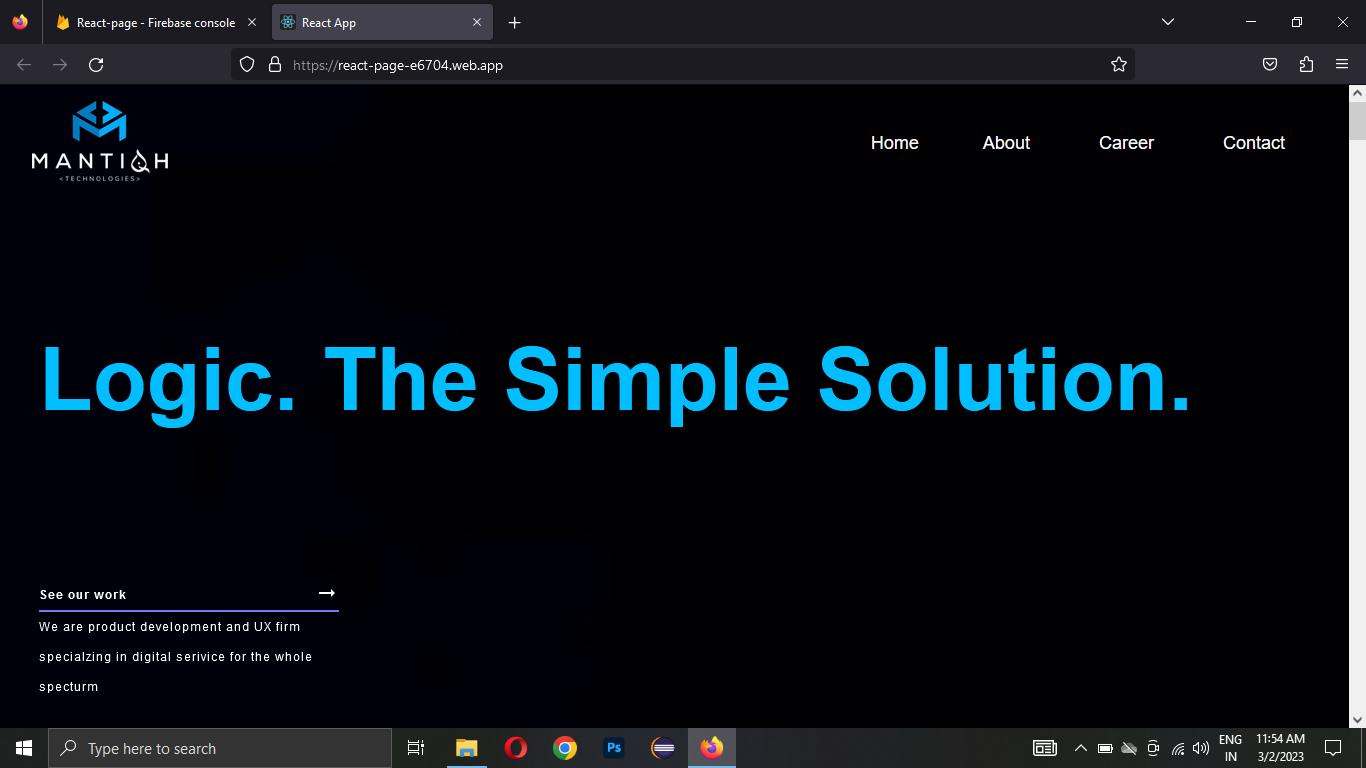 React-page - Firebase console
React App
https://react-page-e6704.web.app
MANTIQH
<TECHNOLOGIES>
Home About Career Contact
Logic. The Simple Solution.
See our work
We are product development and UX firm
specialzing in digital serivice for the whole
specturm
Type here to search
Ps
ENG
IN
11:54 AM
3/2/2023